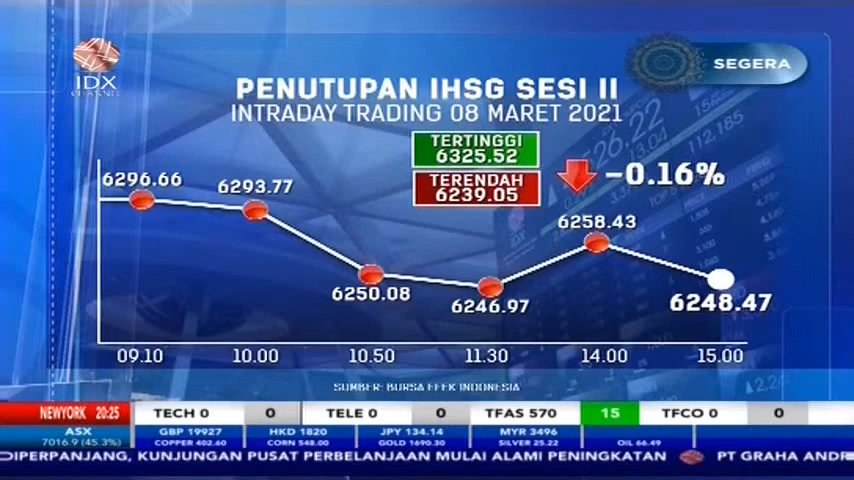 IDX
CHANNEL
SEGERA
PENUTUPAN IHSG SESI II
INTRADAY TRADING 08 MARET 2021
TERTINGGI
6325.52
TERENDAH
6239.05
-0.16%
6296.66
6293.77
6250.08
6246.97
6258.43
6248.47
09.10 10.00 10.50 11.30 14.00 15.00
SUMBER: BURSA EFEK INDONESIA
NEWYORK 20:25 TECH 0 0 TELE 0 0 TFAS 570 15 TFCO 0 0
ASX GBP 19927 HKD 1820 JPY 134.14 MYR 3496
7016.9 (45.3%) COPPER 402.60 CORN 548.00 GOLD 1690.30 SILVER 25.22 OIL 66.49
DIPERPANJANG, KUNJUNGAN PUSAT PERBELANJAAN MULAI ALAMI PENINGKATAN PT GRAHA ANDR